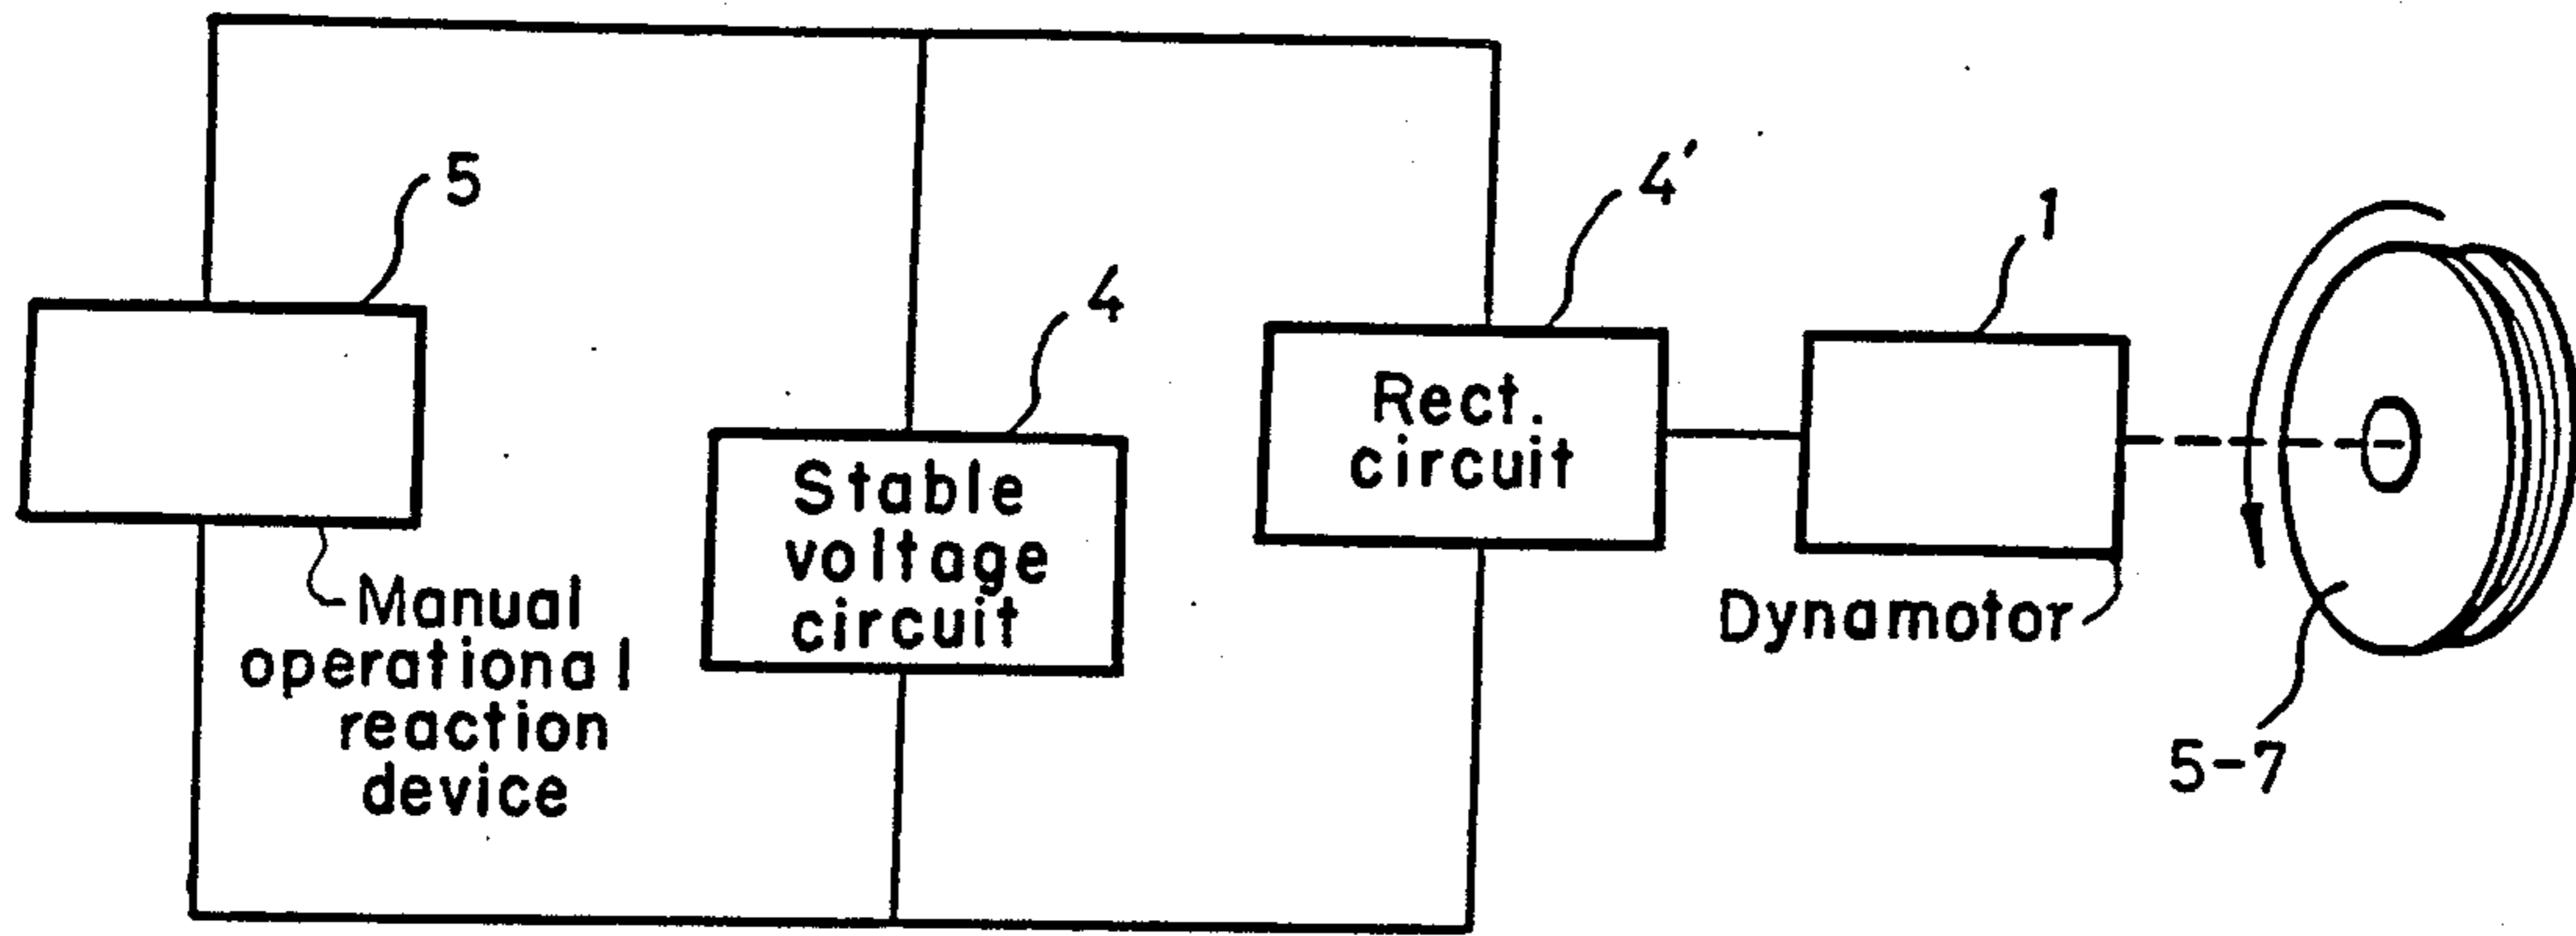 5
4
4'
1
Rect.
circuit
Stable
voltage
circuit
Manual
operational
reaction
device
Dynamotor
5-7